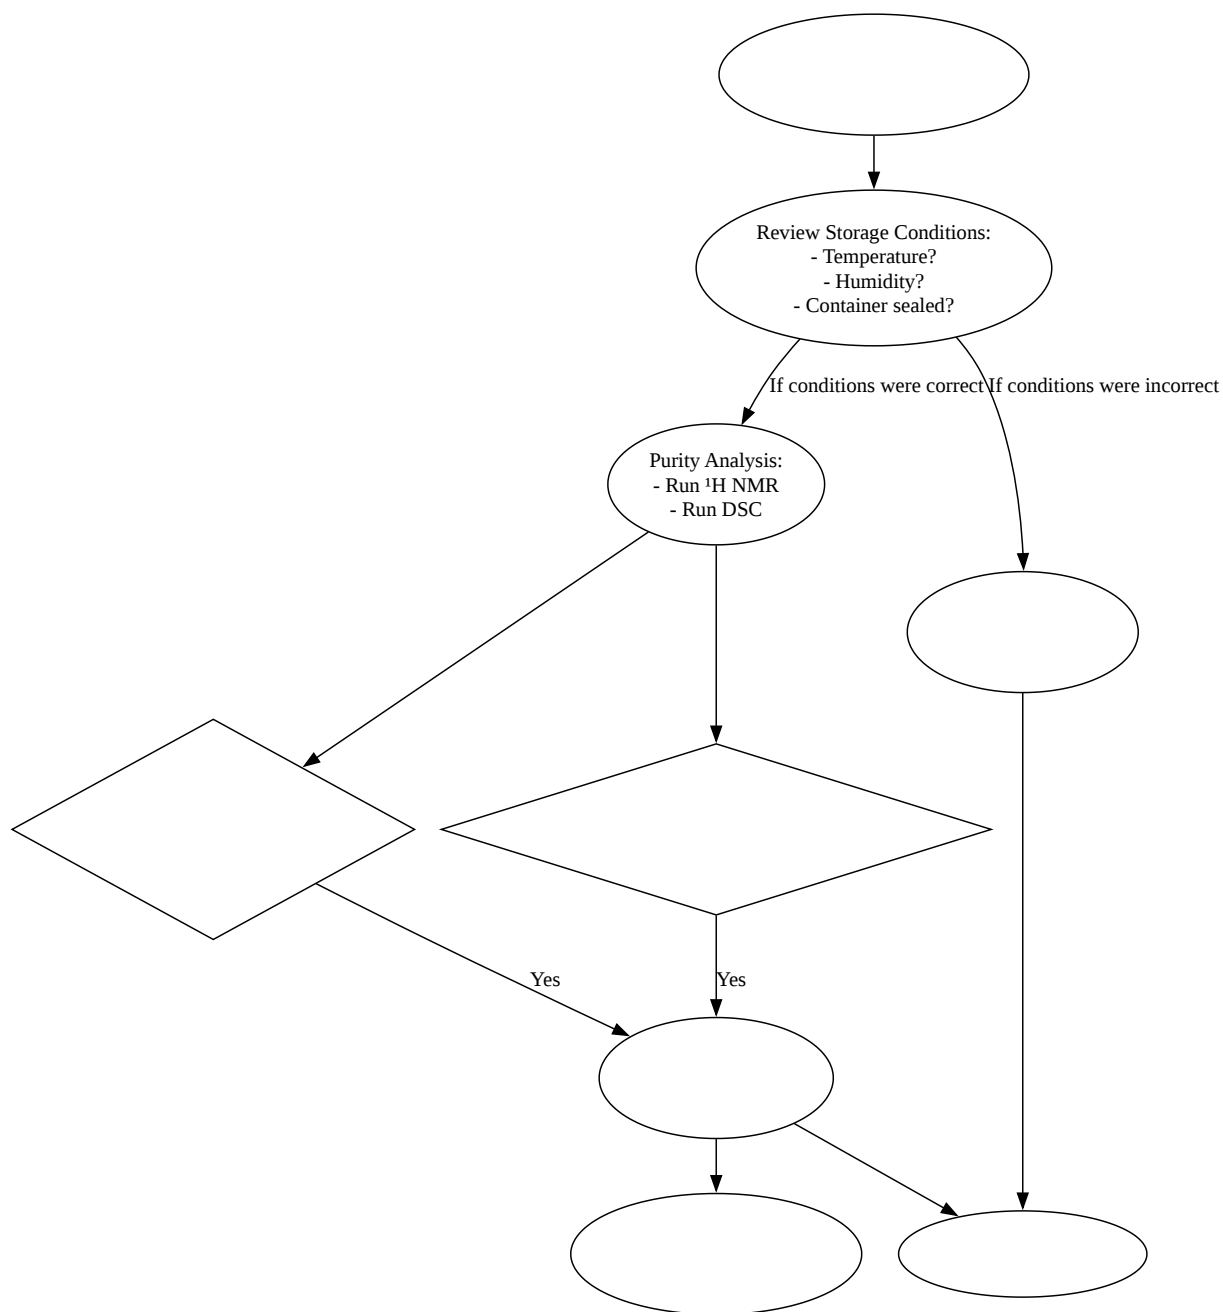 Review Storage Conditions:
- Temperature?
- Humidity?
- Container sealed?
If conditions were correct
If conditions were incorrect
Purity Analysis:
- Run ¹H NMR
- Run DSC
Yes
Yes